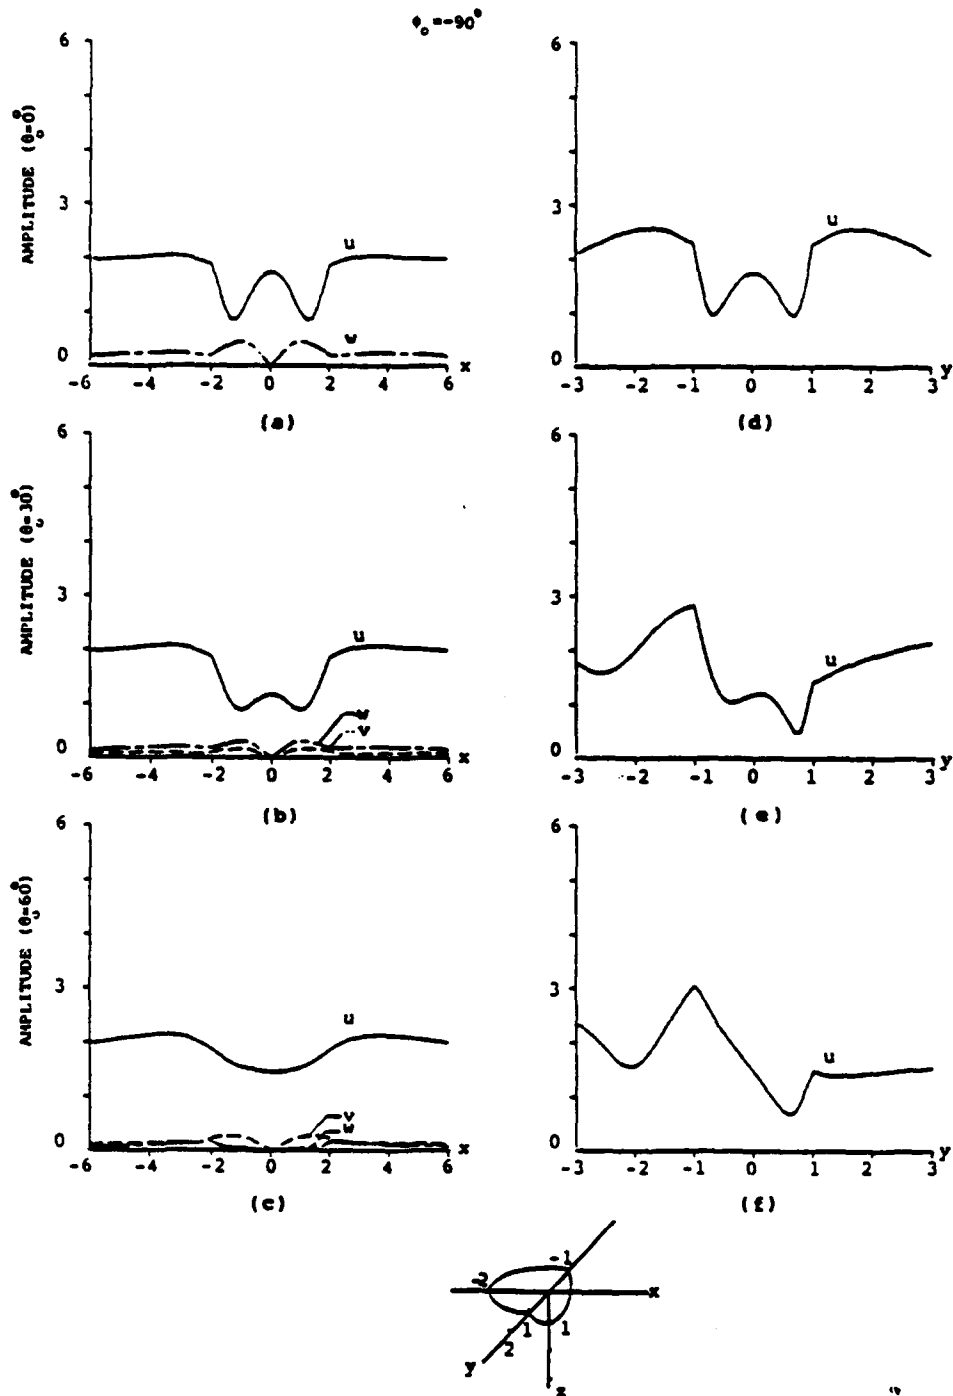 φo=-90°
AMPLITUDE (θo=0°)
6
3
0
u
w
-6 -4 -2 0 2 4 6 x
(a)
6
3
0
u
-3 -2 -1 0 1 2 3 y
(d)
AMPLITUDE (θo=30°)
6
3
0
u
w
v
-6 -4 -2 0 2 4 6 x
(b)
6
3
0
u
-3 -2 -1 0 1 2 3 y
(e)
AMPLITUDE (θo=60°)
6
3
0
u
v
w
-6 -4 -2 0 2 4 6 x
(c)
6
3
0
u
-3 -2 -1 0 1 2 3 y
(f)
-1
-2
x
1
1
2
y
z